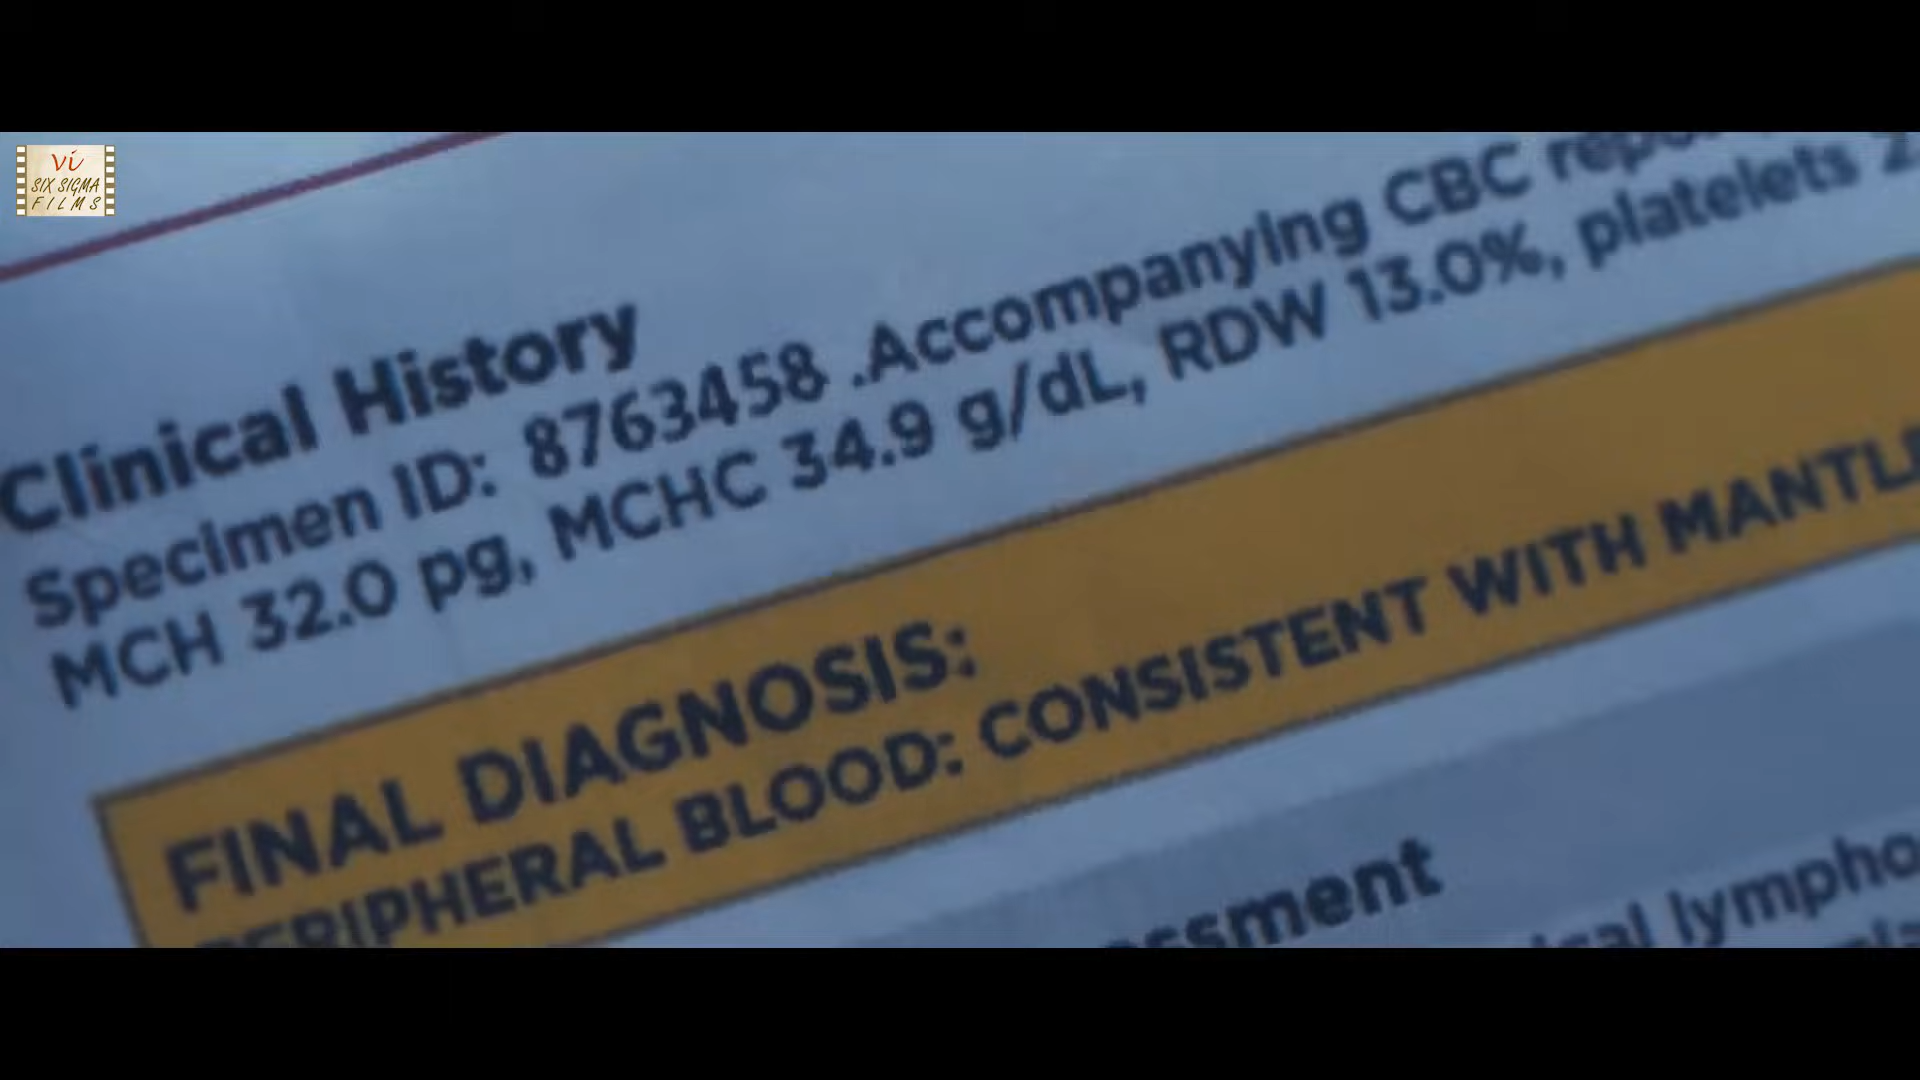 vi
SIX SIGMA
FILMS
Clinical History
Specimen ID: 8763458 .Accompanying CBC
MCH 32.0 pg, MCHC 34.9 g/dL, RDW 13.0%, platelets
FINAL DIAGNOSIS:
PERIPHERAL BLOOD: CONSISTENT WITH